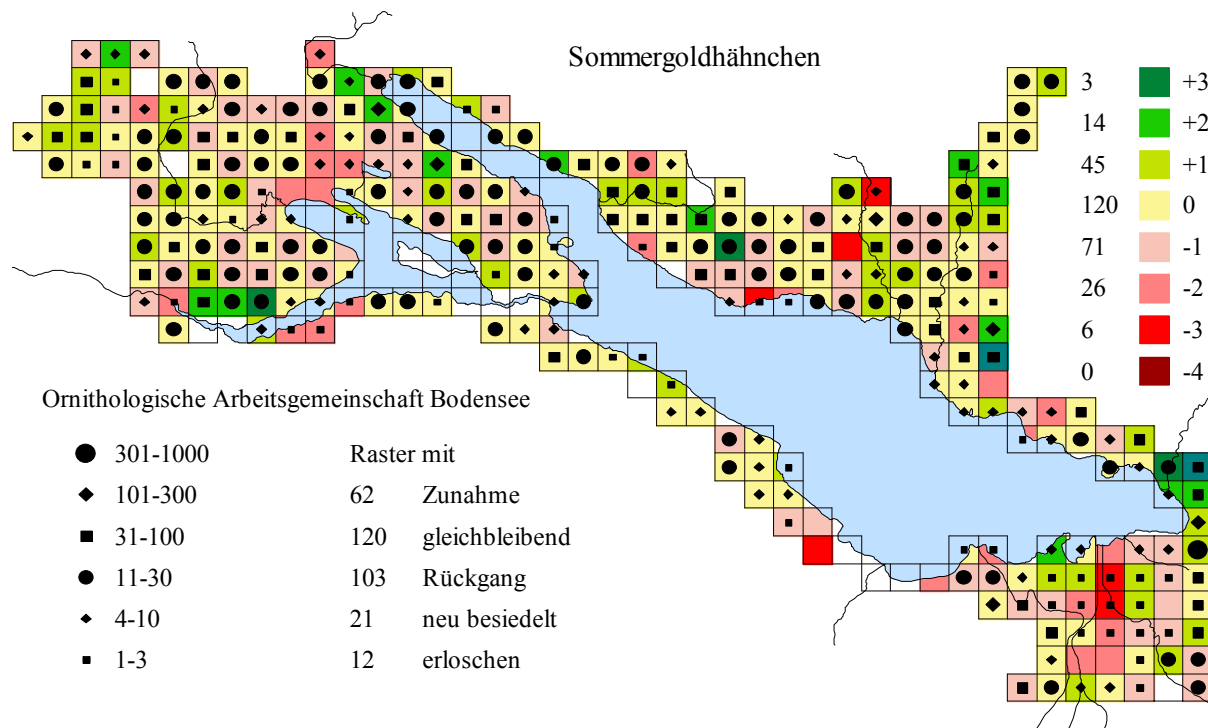 Sommergoldhähnchen
3 +3
14 +2
45 +1
120 0
71 -1
26 -2
6 -3
0 -4
Ornithologische Arbeitsgemeinschaft Bodensee
301-1000 Raster mit
101-300 62 Zunahme
31-100 120 gleichbleibend
11-30 103 Rückgang
4-10 21 neu besiedelt
1-3 12 erloschen